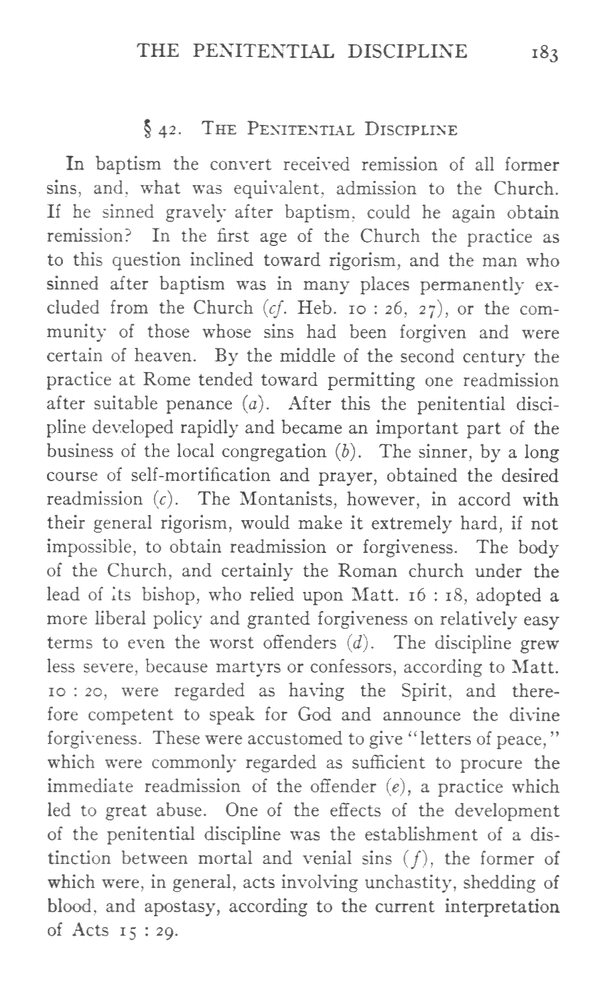 THE PENITENTIAL DISCIPLINE 183
§ 42. The Penitential Discipline
In baptism the convert received remission of all former
sins, and, what was equivalent, admission to the Church.
If he sinned gravely after baptism, could he again obtain
remission? In the first age of the Church the practice as
to this question inclined toward rigorism, and the man who
sinned after baptism was in many places permanently ex-
cluded from the Church (cf. Heb. 10 : 26, 27), or the com-
munity of those whose sins had been forgiven and were
certain of heaven. By the middle of the second century the
practice at Rome tended toward permitting one readmission
after suitable penance (a). After this the penitential disci-
pline developed rapidly and became an important part of the
business of the local congregation (b). The sinner, by a long
course of self-mortification and prayer, obtained the desired
readmission (c). The Montanists, however, in accord with
their general rigorism, would make it extremely hard, if not
impossible, to obtain readmission or forgiveness. The body
of the Church, and certainly the Roman church under the
lead of its bishop, who relied upon Matt. 16 : 18, adopted a
more liberal policy and granted forgiveness on relatively easy
terms to even the worst offenders (d). The discipline grew
less severe, because martyrs or confessors, according to Matt.
10 : 20, were regarded as having the Spirit, and there-
fore competent to speak for God and announce the divine
forgiveness. These were accustomed to give "letters of peace,"
which were commonly regarded as sufficient to procure the
immediate readmission of the offender (e), a practice which
led to great abuse. One of the effects of the development
of the penitential discipline was the establishment of a dis-
tinction between mortal and venial sins (f), the former of
which were, in general, acts involving unchastity, shedding of
blood, and apostasy, according to the current interpretation
of Acts 15 : 29.